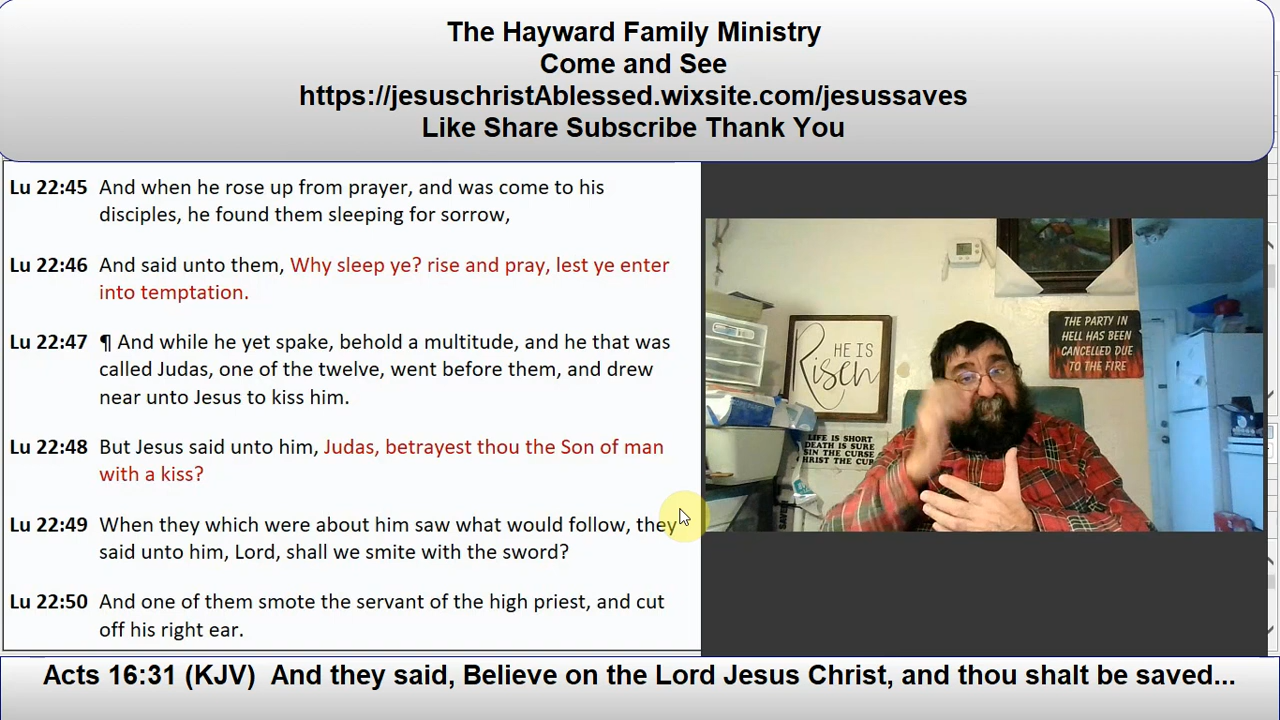 The Hayward Family Ministry
Come and See
https://jesuschristAblessed.wixsite.com/jesussaves
Like Share Subscribe Thank You
Lu 22:45 And when he rose up from prayer, and was come to his
disciples, he found them sleeping for sorrow,
Lu 22:46 And said unto them, Why sleep ye? rise and pray, lest ye enter
into temptation.
Lu 22:47 ¶ And while he yet spake, behold a multitude, and he that was
called Judas, one of the twelve, went before them, and drew
near unto Jesus to kiss him.
Lu 22:48 But Jesus said unto him, Judas, betrayest thou the Son of man
with a kiss?
Lu 22:49 When they which were about him saw what would follow, they
said unto him, Lord, shall we smite with the sword?
Lu 22:50 And one of them smote the servant of the high priest, and cut
off his right ear.
HE IS
Risen
THE PARTY IN
HELL HAS BEEN
CANCELLED DUE
TO THE FIRE
LIFE IS SHORT
DEATH IS SURE
SIN THE CURSE
HRIST THE CUR
Acts 16:31 (KJV) And they said, Believe on the Lord Jesus Christ, and thou shalt be saved...